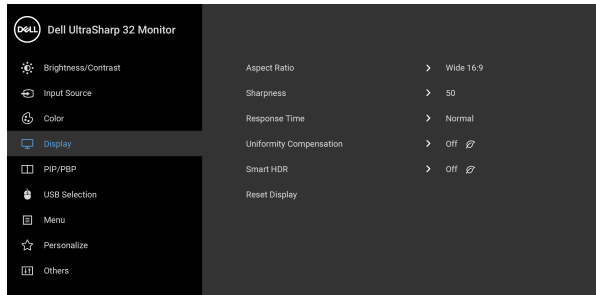 DELL Dell UltraSharp 32 Monitor
Brightness/Contrast
Input Source
Color
Display
PIP/PBP
USB Selection
Menu
Personalize
Others
Aspect Ratio > Wide 16:9
Sharpness > 50
Response Time > Normal
Uniformity Compensation > Off
Smart HDR > Off
Reset Display